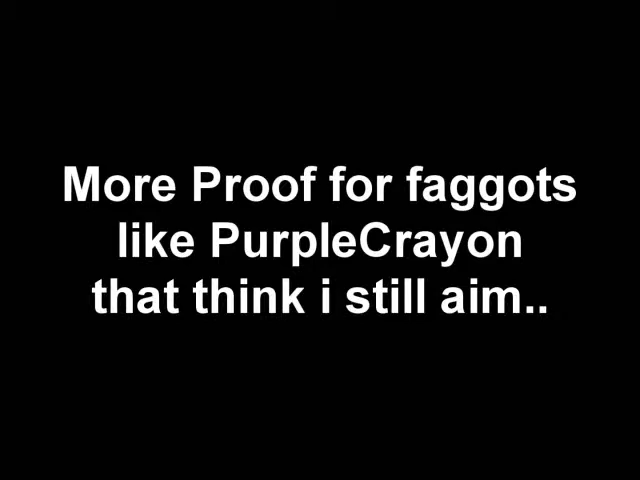 More Proof for faggots
like PurpleCrayon
that think i still aim..